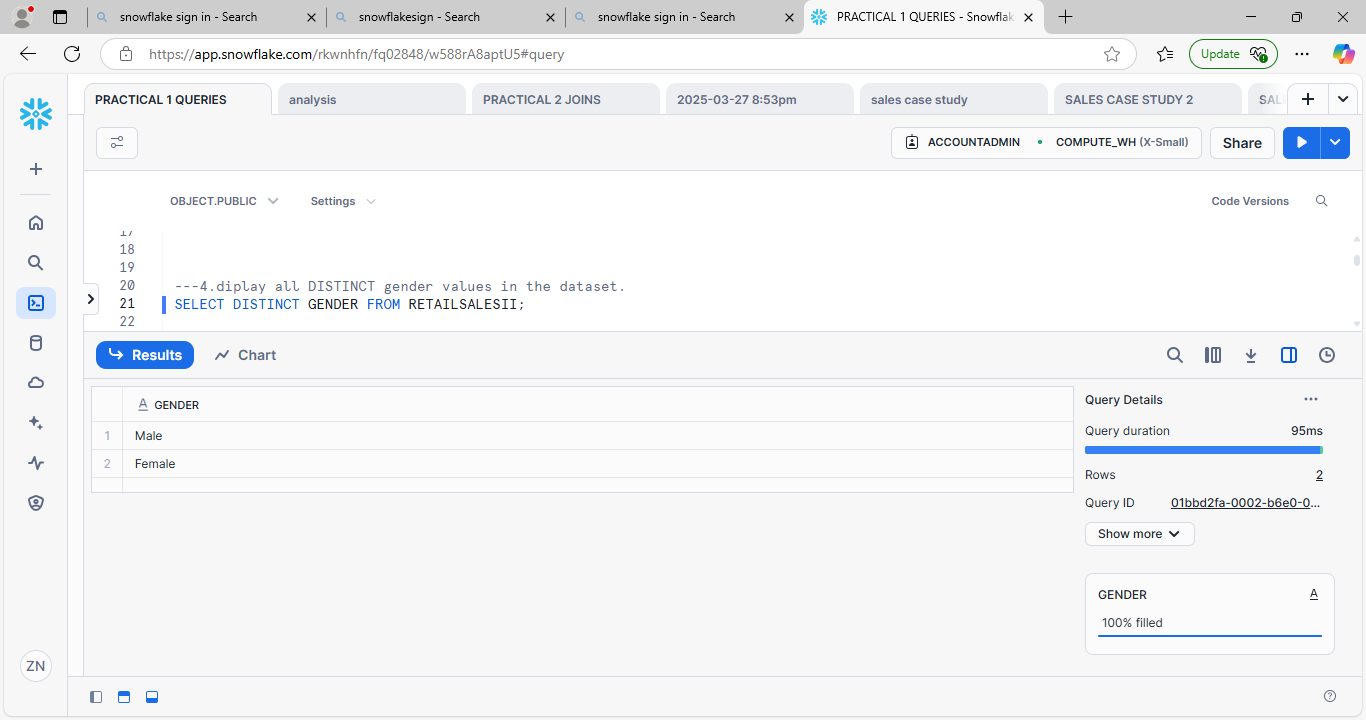 snowflake sign in - Search
snowflakesign - Search
snowflake sign in - Search
PRACTICAL 1 QUERIES - Snowflak
https://app.snowflake.com/rkwnhfn/fq02848/w588rA8aptU5#query
Update
PRACTICAL 1 QUERIES
analysis
PRACTICAL 2 JOINS
2025-03-27 8:53pm
sales case study
SALES CASE STUDY 2
SAL
ACCOUNTADMIN
COMPUTE_WH (X-Small)
Share
OBJECT.PUBLIC
Settings
Code Versions
17
18
19
20 ---4.diplay all DISTINCT gender values in the dataset.
21 SELECT DISTINCT GENDER FROM RETAILSALESII;
22
Results
Chart
A GENDER
1 Male
2 Female
Query Details
Query duration 95ms
Rows 2
Query ID 01bbd2fa-0002-b6e0-0...
Show more
GENDER A
100% filled
ZN